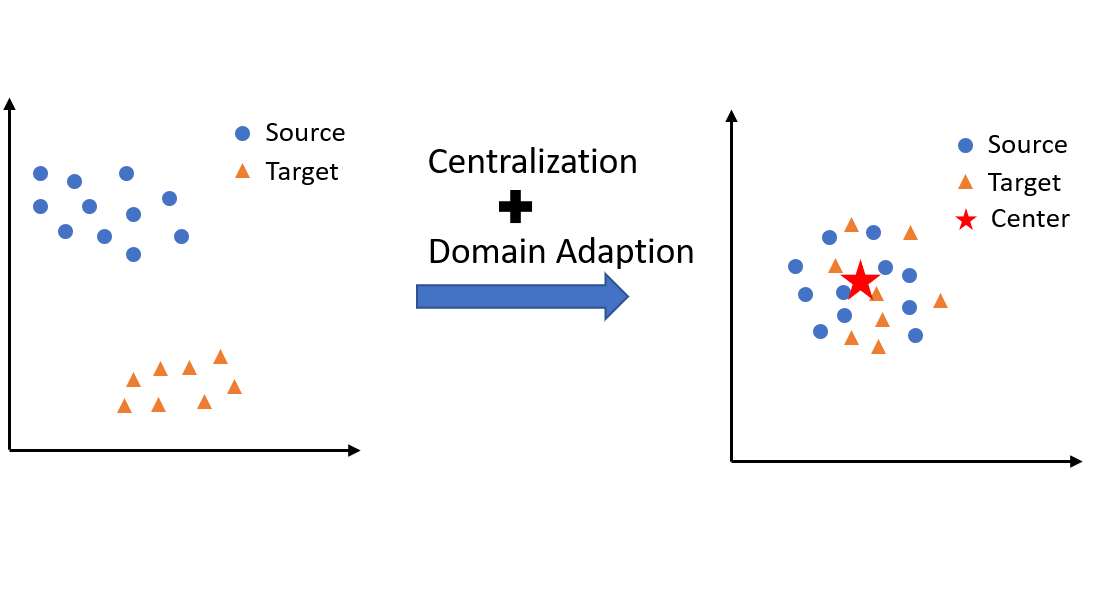 Source
Target
Centralization
Domain Adaption
Source
Target
Center